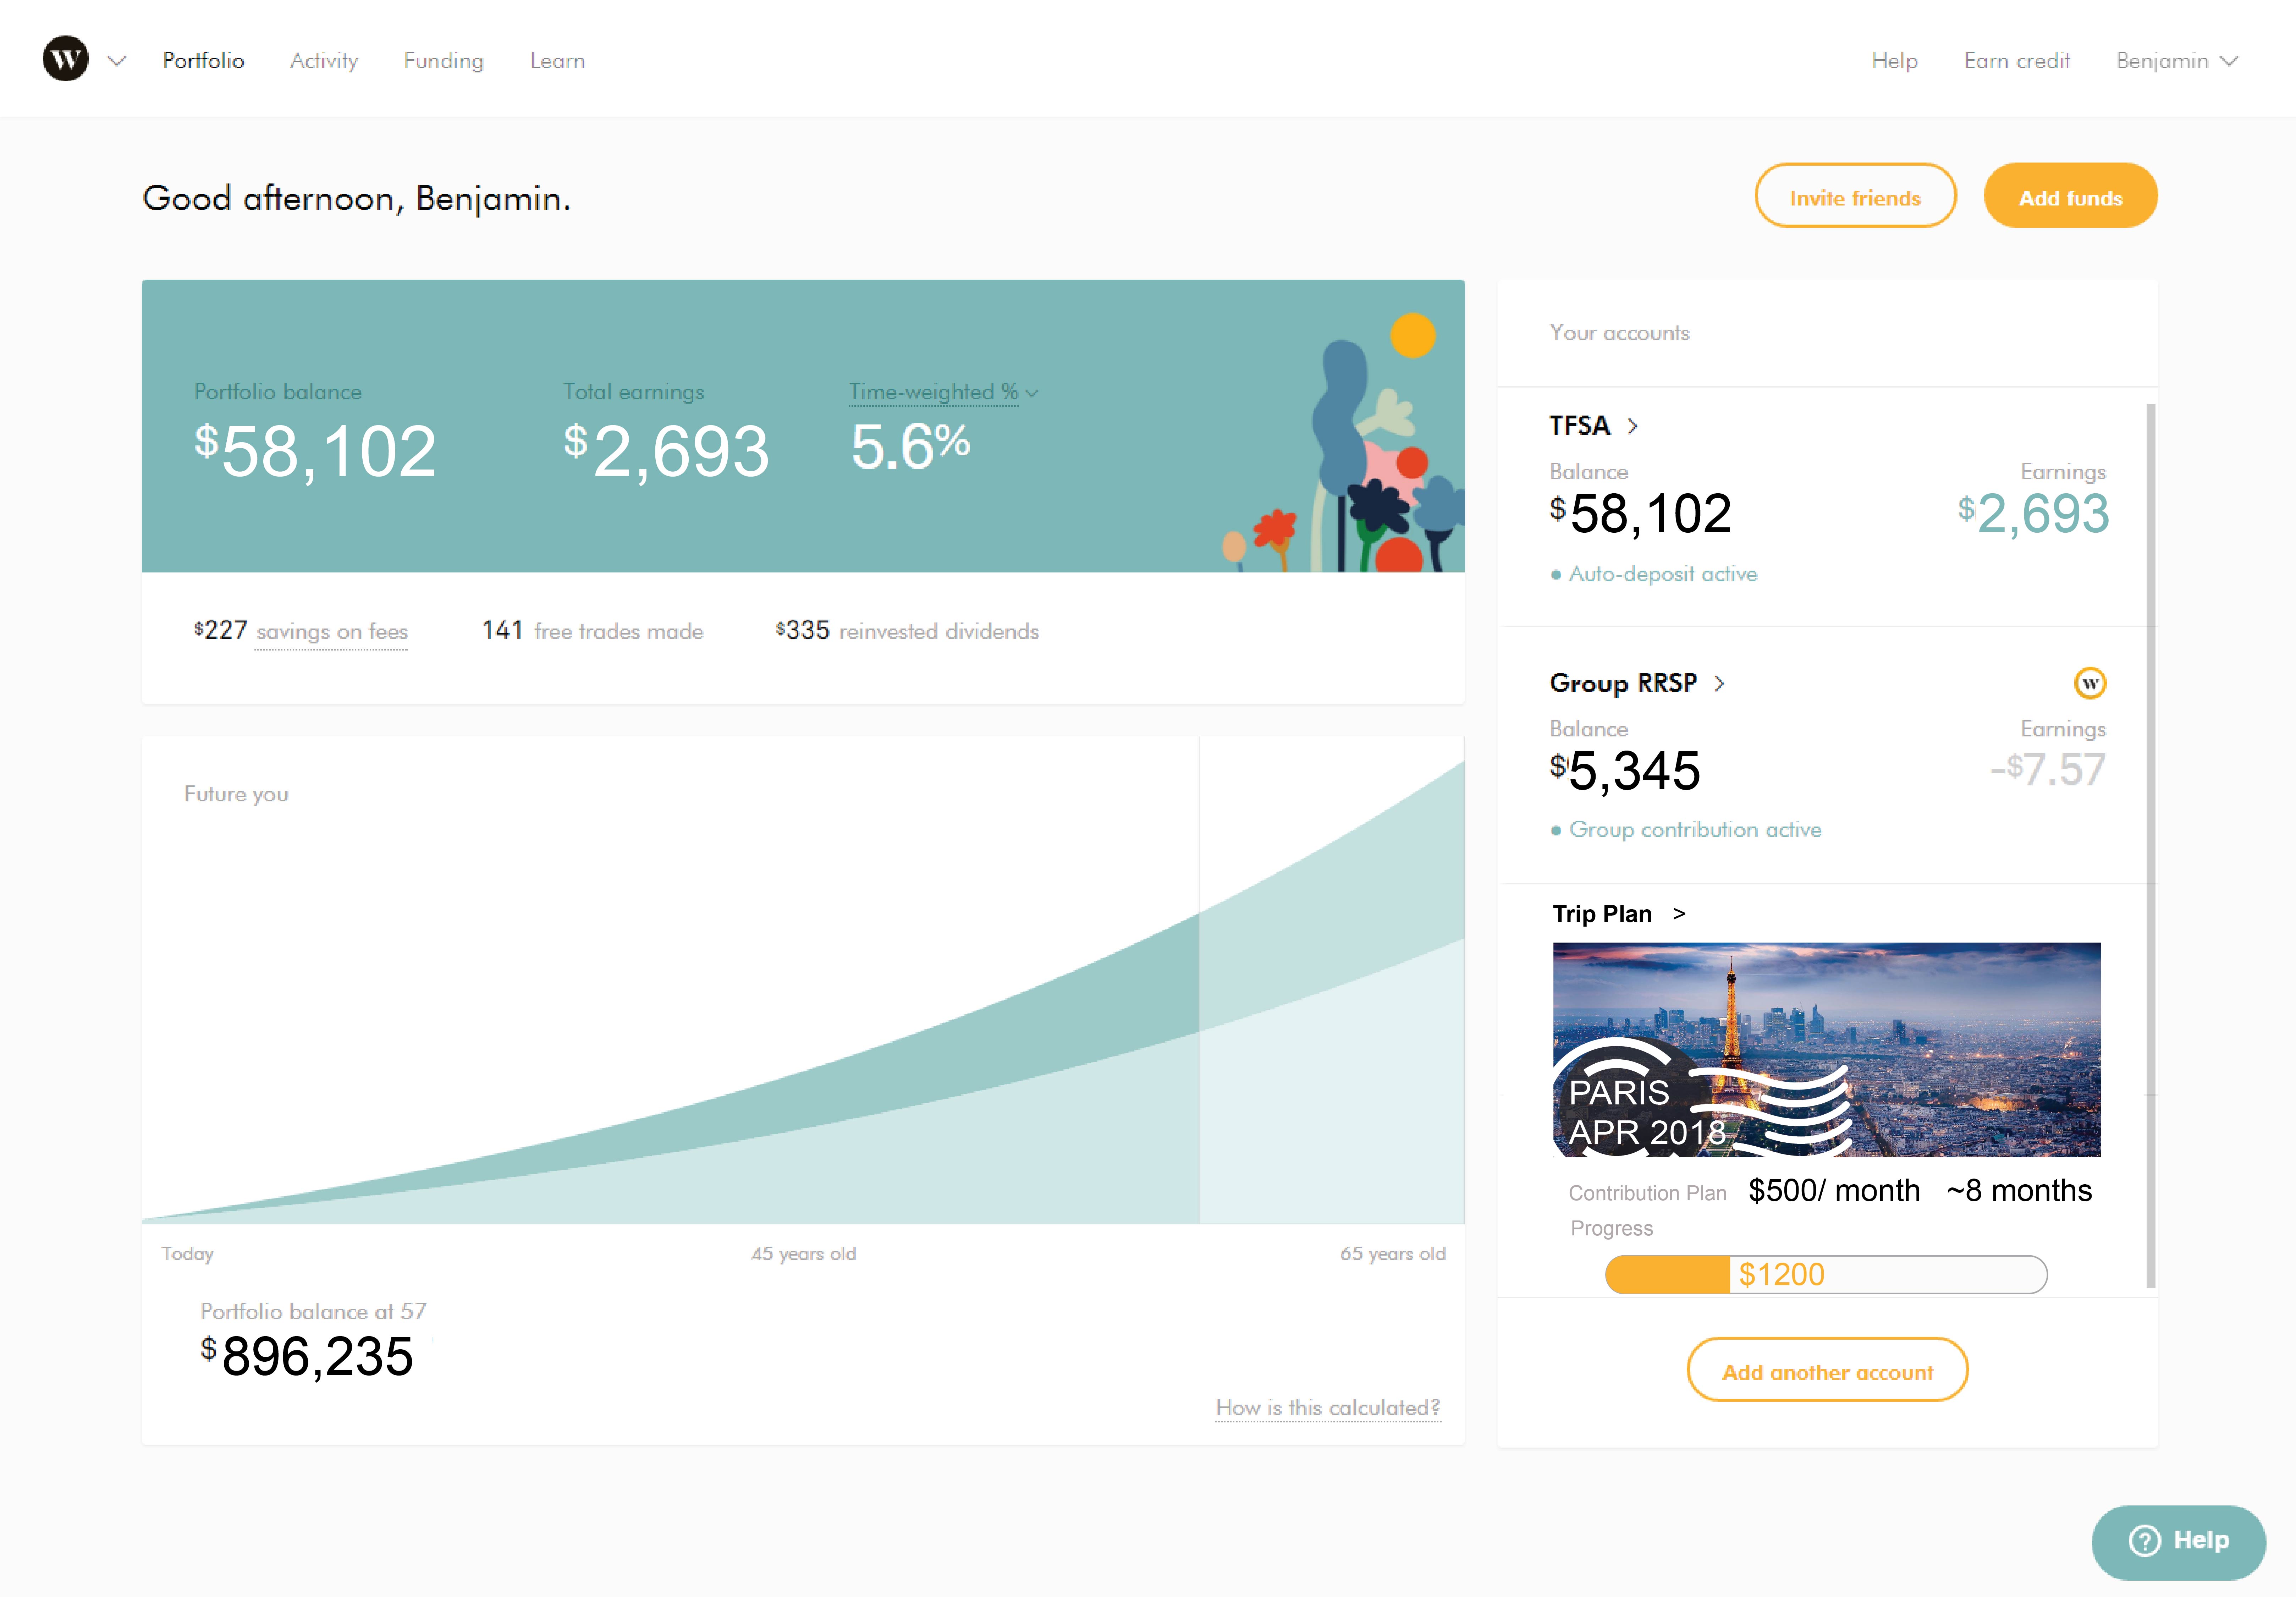 W Portfolio Activity Funding Learn Help Earn credit Benjamin
Good afternoon, Benjamin. Invite friends Add funds
Portfolio balance Total earnings Time-weighted %
$58,102 $2,693 5.6%
$227 savings on fees 141 free trades made $335 reinvested dividends
Future you
Today 45 years old 65 years old
Portfolio balance at 57
$896,235
How is this calculated?
Your accounts
TFSA >
Balance Earnings
$58,102 $2,693
• Auto-deposit active
Group RRSP > W
Balance Earnings
$5,345 -$7.57
• Group contribution active
Trip Plan >
PARIS
APR 2018
Contribution Plan $500/ month ~8 months
Progress
$1200
Add another account
? Help